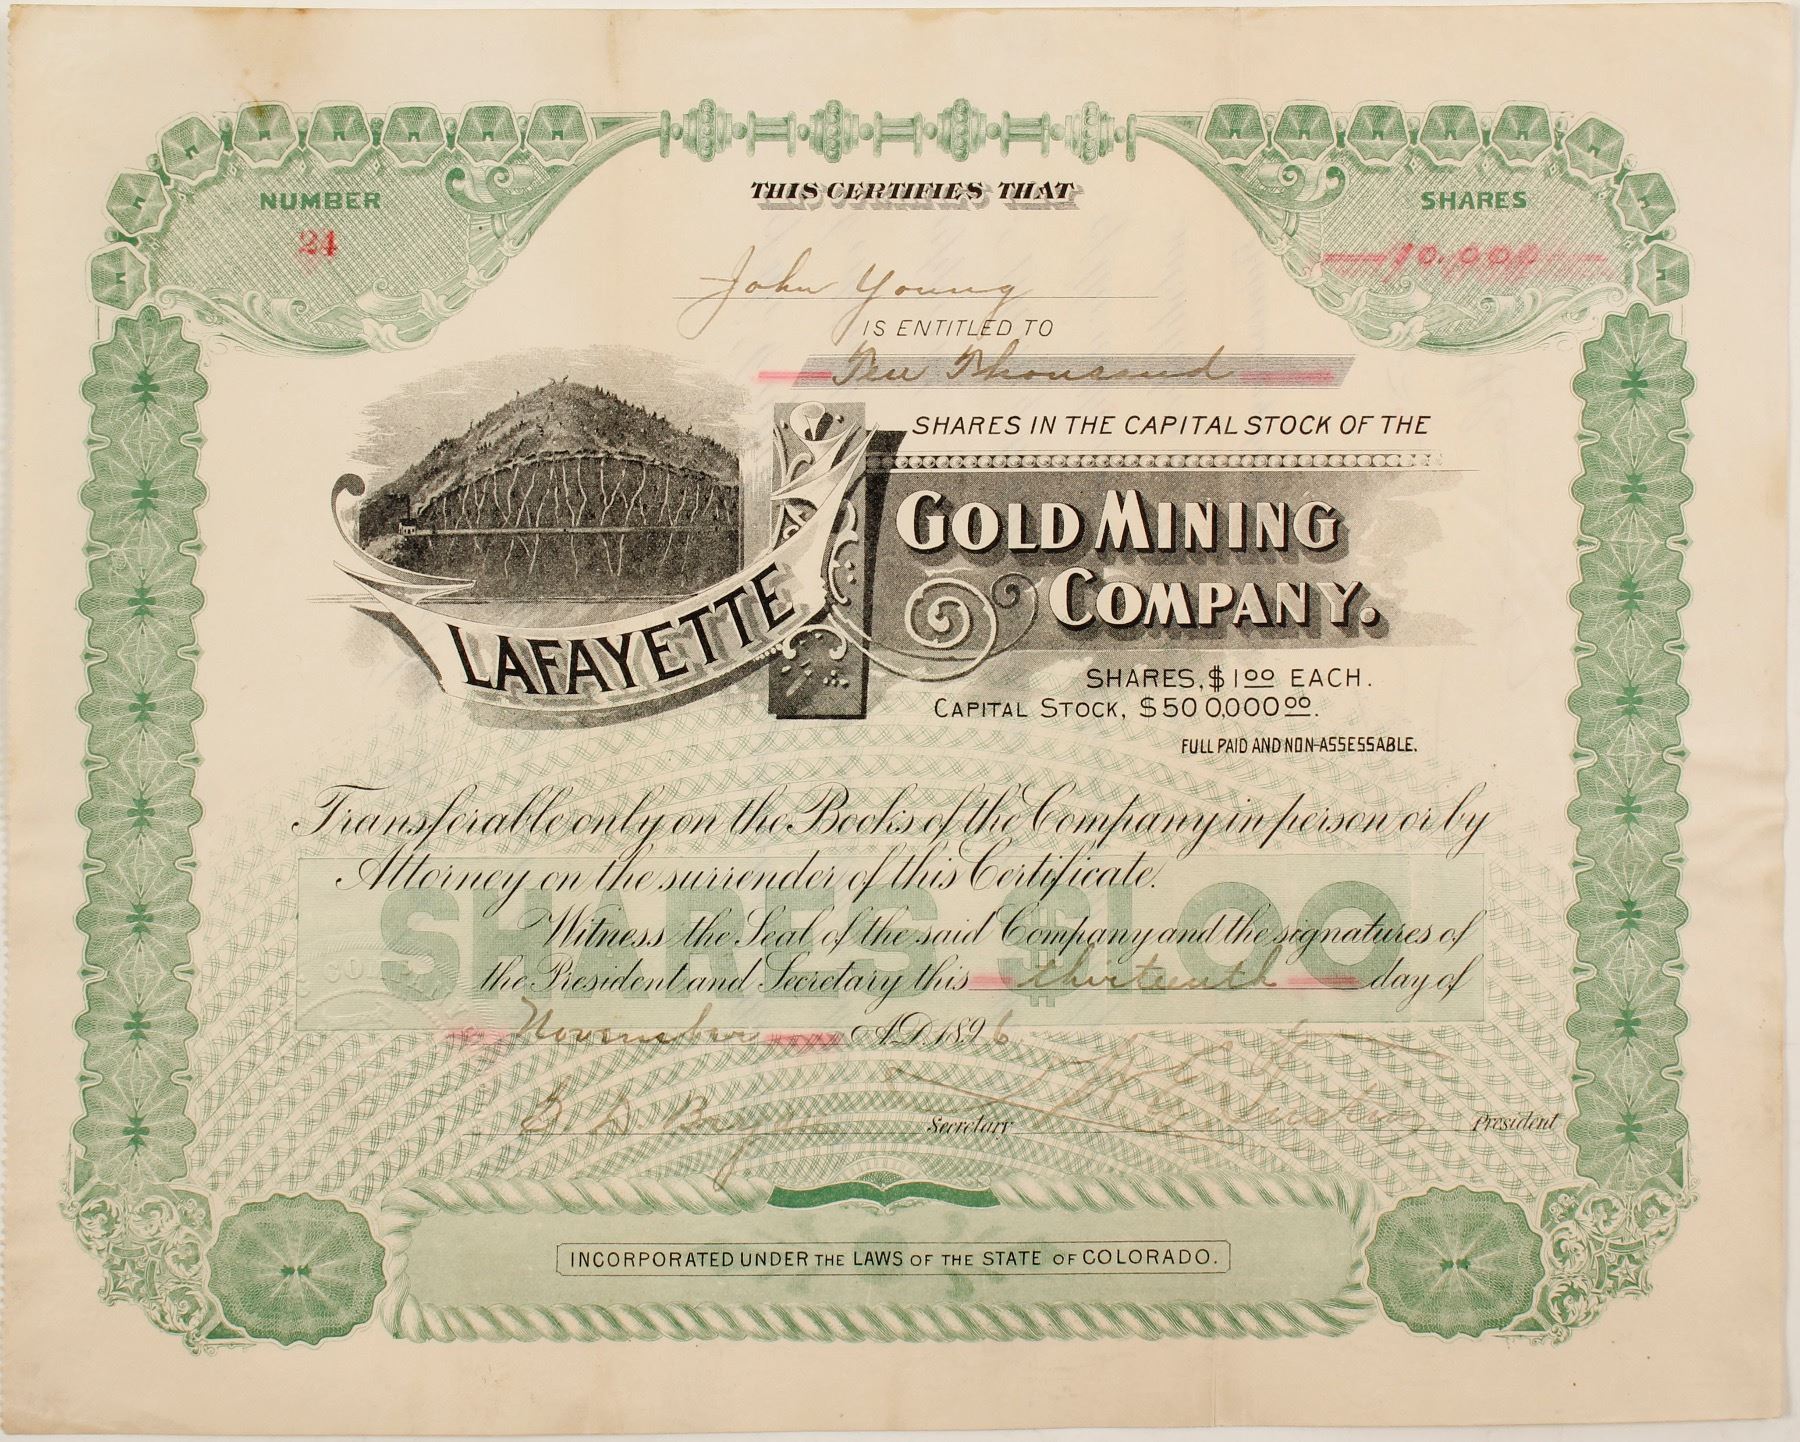 NUMBER
24
SHARES
10.000
THIS CERTIFIES THAT
John Young
IS ENTITLED TO
Ten Thousand
SHARES IN THE CAPITAL STOCK OF THE
LAFAYETTE
GOLD MINING
COMPANY.
SHARES, $1.00 EACH.
CAPITAL STOCK, $500,000.00.
FULL PAID AND NON-ASSESSABLE.
Transferable only on the Books of the Company in person or by
Attorney on the surrender of this Certificate.
SHARES $1.00
Witness the Seal of the said Company and the signatures of
the President and Secretary this thirteenth day of
November A.D. 1896
B. D. Bryan Secretary
President
INCORPORATED UNDER THE LAWS OF THE STATE OF COLORADO.